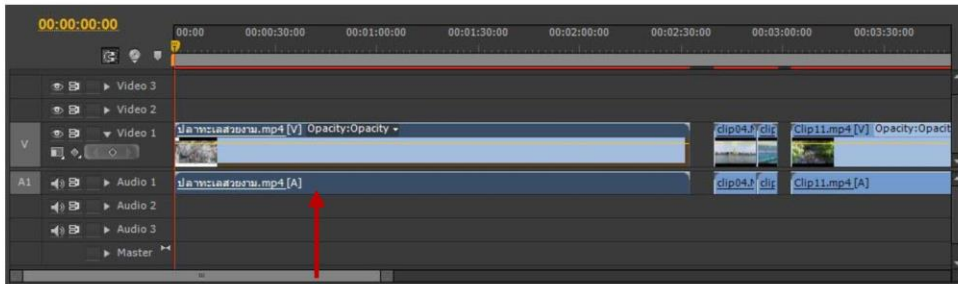 00:00:00:00
00:00 00:00:30:00 00:01:00:00 00:01:30:00 00:02:00:00 00:02:30:00 00:03:00:00 00:03:30:00
Video 3
Video 2
V Video 1 ปลาทะเลสวยงาม.mp4 [V] Opacity:Opacity clip04. clip Clip11.mp4 [V] Opacity:Opacit
A1 Audio 1 ปลาทะเลสวยงาม.mp4 [A] clip04. clip Clip11.mp4 [A]
Audio 2
Audio 3
Master